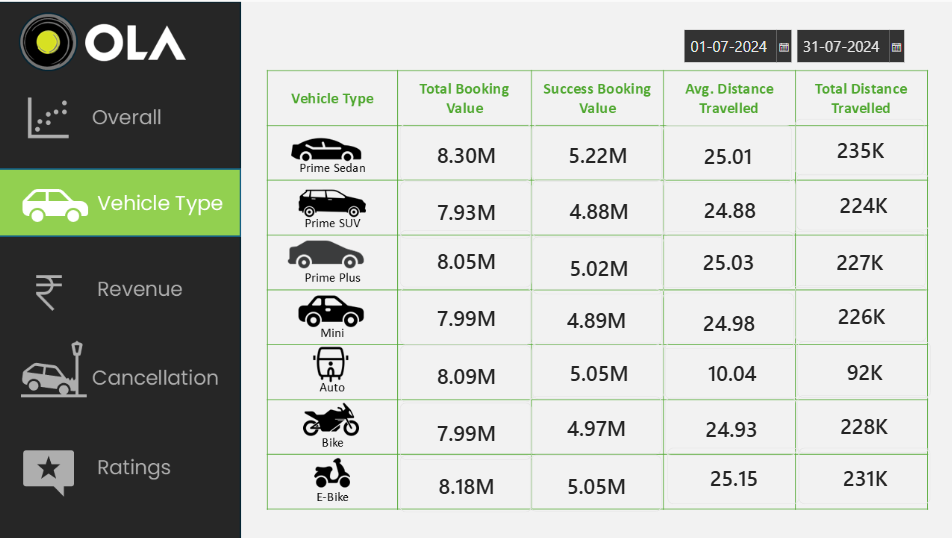 OLA
Overall
Vehicle Type
Revenue
Cancellation
Ratings
01-07-2024 31-07-2024
Vehicle Type Total Booking Value Success Booking Value Avg. Distance Travelled Total Distance Travelled
Prime Sedan 8.30M 5.22M 25.01 235K
Prime SUV 7.93M 4.88M 24.88 224K
Prime Plus 8.05M 5.02M 25.03 227K
Mini 7.99M 4.89M 24.98 226K
Auto 8.09M 5.05M 10.04 92K
Bike 7.99M 4.97M 24.93 228K
E-Bike 8.18M 5.05M 25.15 231K